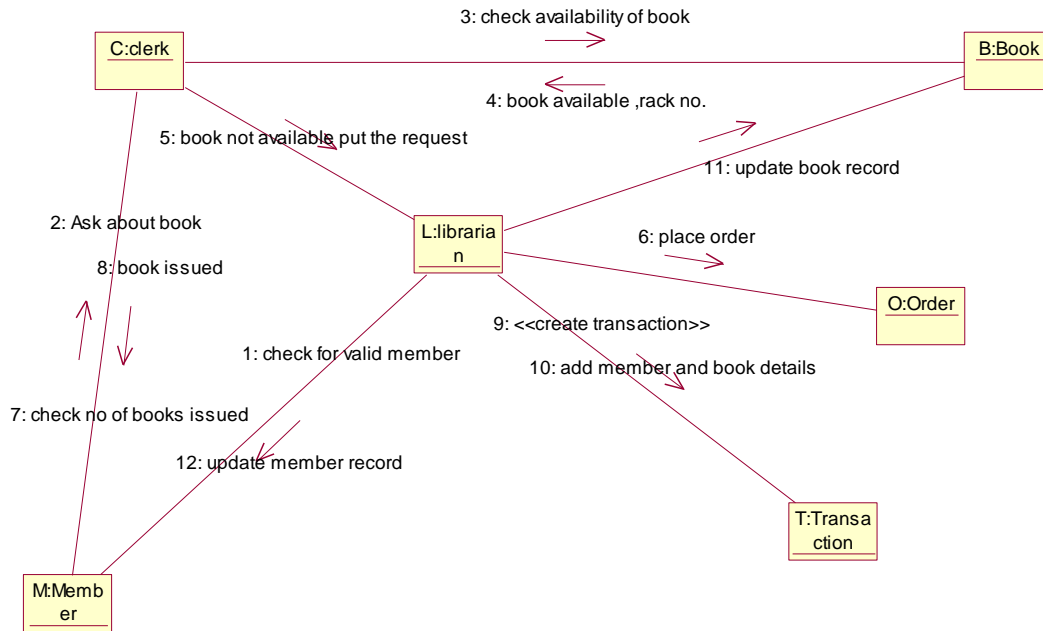 3: check availability of book
C:clerk
B:Book
4: book available ,rack no.
5: book not available put the request
11: update book record
2: Ask about book
L:libraria
n
6: place order
8: book issued
O:Order
9: <<create transaction>>
1: check for valid member
10: add member and book details
7: check no of books issued
12: update member record
T:Transa
ction
M:Memb
er